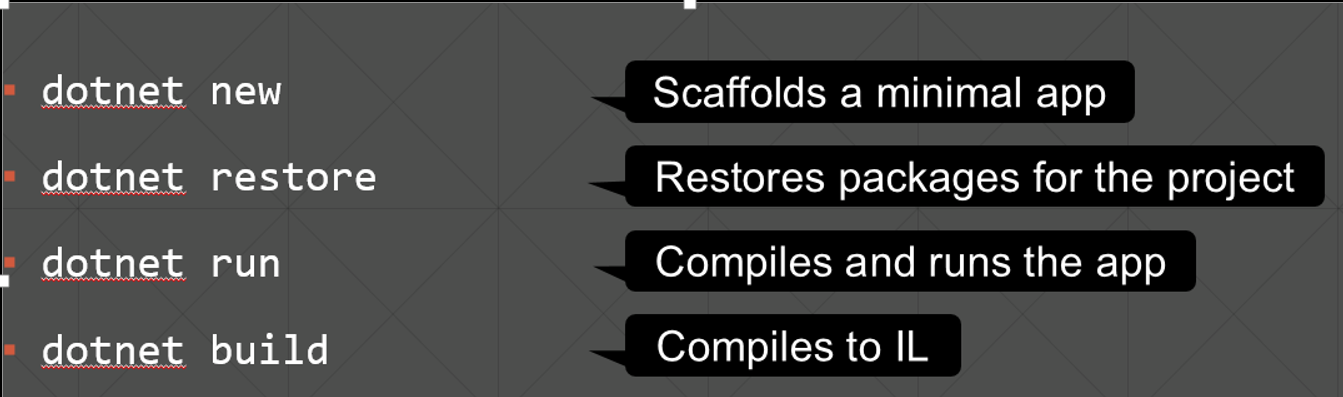 dotnet new
Scaffolds a minimal app
dotnet restore
Restores packages for the project
dotnet run
Compiles and runs the app
dotnet build
Compiles to IL